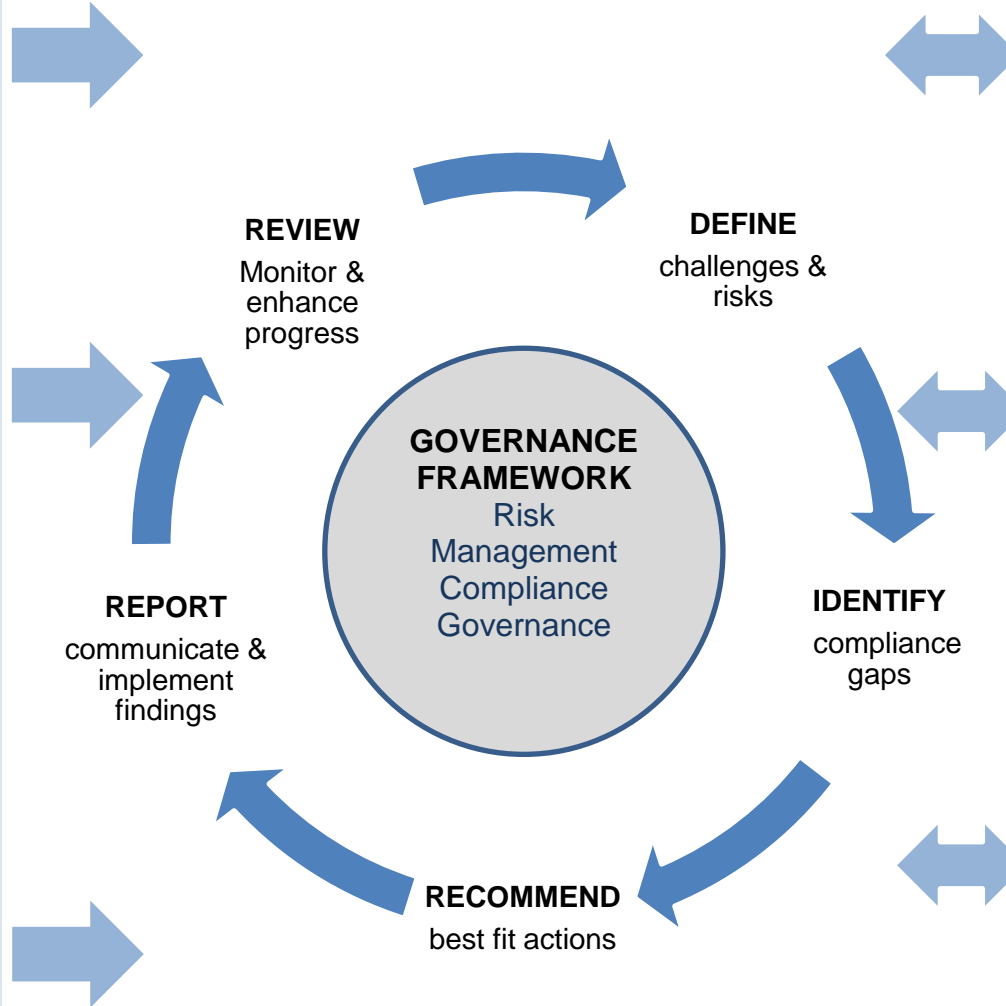 REVIEW
Monitor &
enhance
progress
DEFINE
challenges &
risks
GOVERNANCE
FRAMEWORK
Risk
Management
Compliance
Governance
REPORT
communicate &
implement
findings
IDENTIFY
compliance
gaps
RECOMMEND
best fit actions